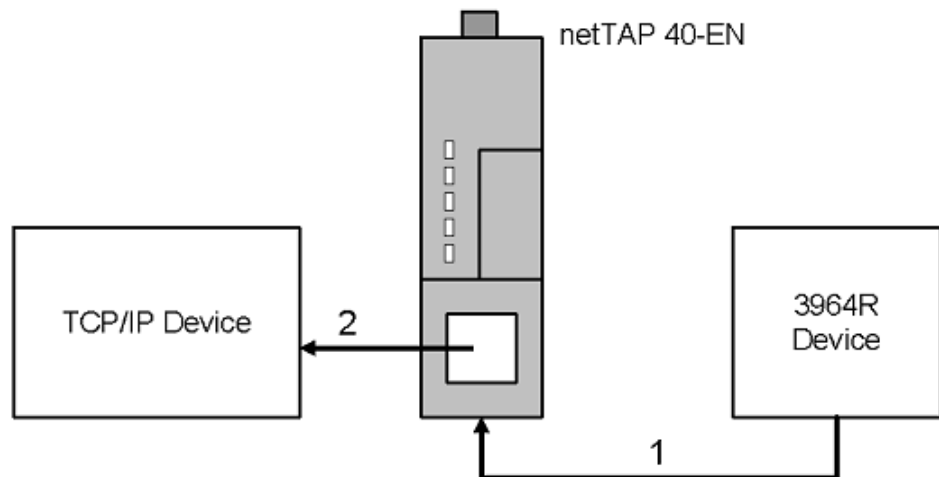 netTAP 40-EN
TCP/IP Device
2
3964R
Device
1